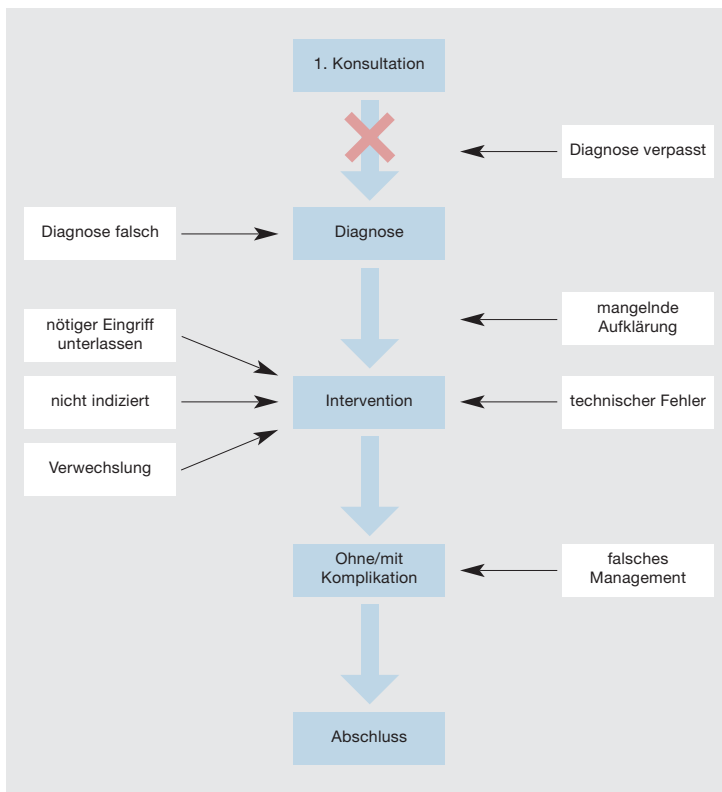 1. Konsultation
Diagnose verpasst
Diagnose falsch
Diagnose
mangelnde
Aufklärung
nötiger Eingriff
unterlassen
nicht indiziert
Intervention
technischer Fehler
Verwechslung
Ohne/mit
Komplikation
falsches
Management
Abschluss